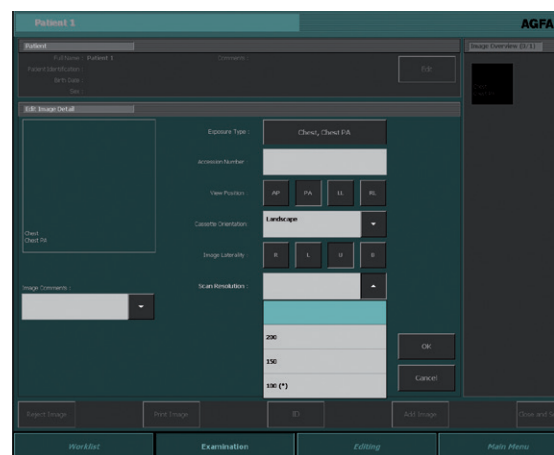 Patient 1
AGFA
Patient
Image Overview (1/1)
Full Name : Patient 1
Comment:
Patient Identification :
Birth Date :
Sex :
Edit
Edit Image Detail
Exposure Type :
Chest, Chest PA
Accession Number :
View Position :
AP
PA
LL
RL
Cassette Orientation :
Landscape
Chest
Chest PA
Image Laterality :
R
L
U
B
Image Comments :
Scan Resolution :
200
150
100 (*)
OK
Cancel
Reject Image
Print Image
ID
Add Image
Close and
Worklist
Examination
Editing
Main Menu